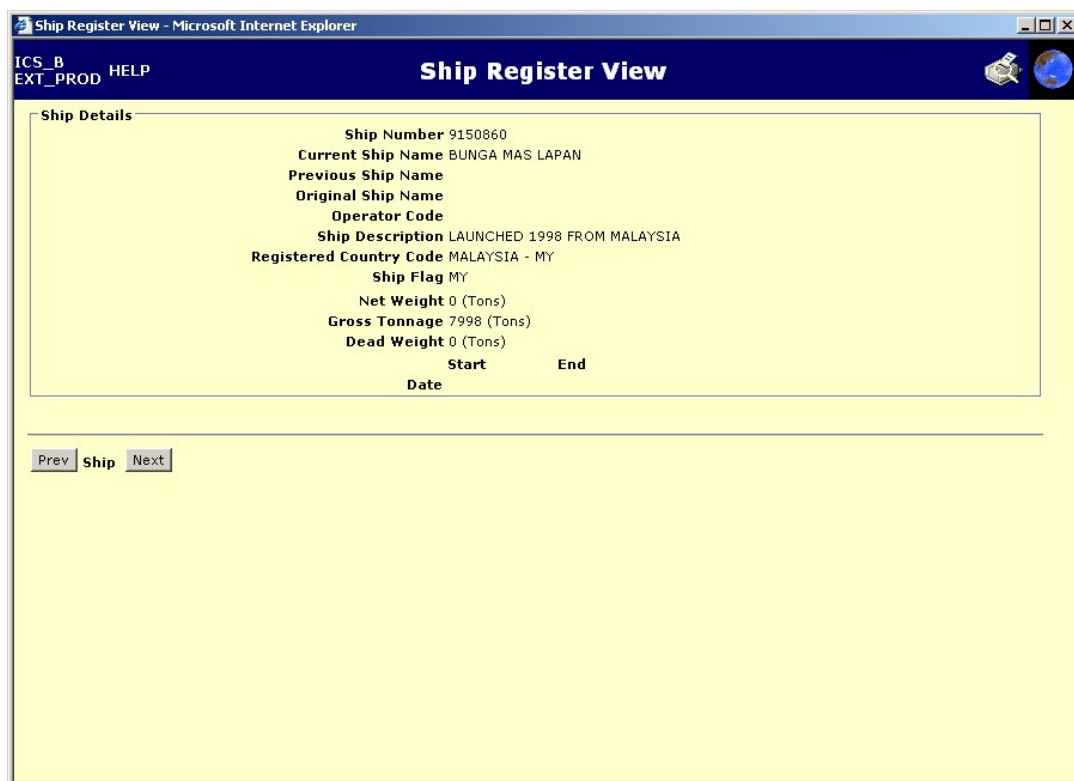 Ship Register View - Microsoft Internet Explorer
ICS_B
EXT_PROD HELP
Ship Register View
Ship Details
Ship Number 9150860
Current Ship Name BUNGA MAS LAPAN
Previous Ship Name
Original Ship Name
Operator Code
Ship Description LAUNCHED 1998 FROM MALAYSIA
Registered Country Code MALAYSIA - MY
Ship Flag MY
Net Weight 0 (Tons)
Gross Tonnage 7998 (Tons)
Dead Weight 0 (Tons)
Start End
Date
Prev Ship Next